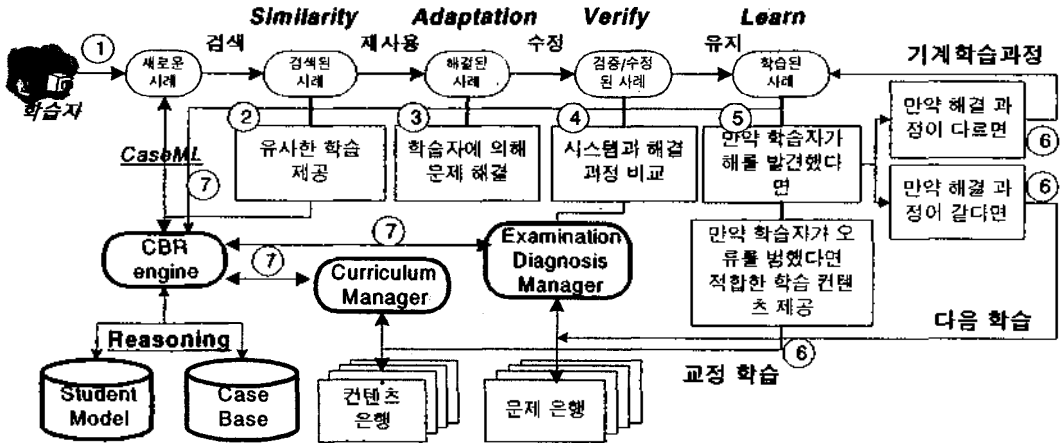 Similarity
Adaptation
Verify
Learn
①
검색
재사용
수정
유지
새로운
사례
검색된
시례
해결된
사례
검증/수정
된 사례
학습된
사례
기계학습과정
학습자
②
유사한 학습
제공
③
학습자에 의해
문제 해결
④
시스템과 해결
과정 비교
⑤
만약 학습자가
해를 발견했다
면
만약 해결 과
정이 다르면
⑥
만약 해결 과
정이 같다면
⑥
CaseML
⑦
CBR
engine
⑦
⑦
Curriculum
Manager
Examination
Diagnosis
Manager
만약 학습자가 오
류를 범했다면
적합한 학습 컨텐
츠 제공
다음 학습
⑥
교정 학습
Reasoning
Student
Model
Case
Base
컨텐츠
은행
문제 은행